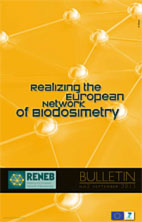 Realizing the
European
Network
of Biodosimetry
RENEB
BULLETIN